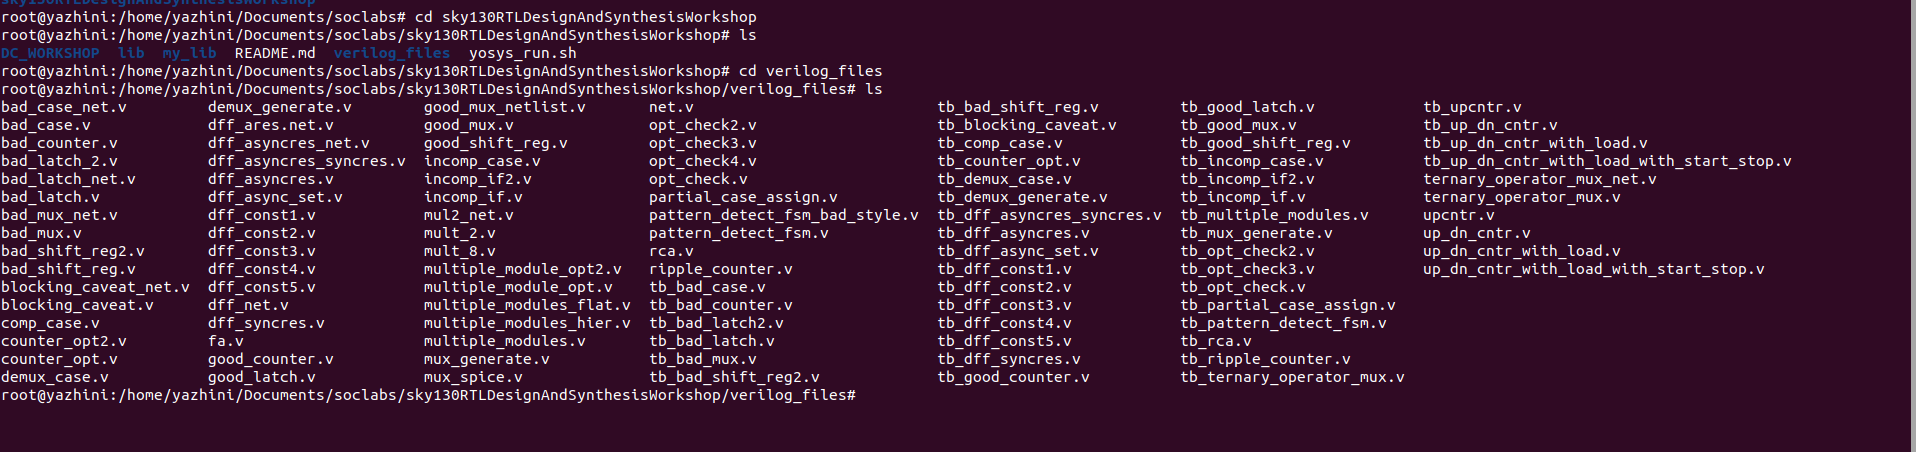 sky130RTLDesignAndSynthesisWorkshop
root@yazhini:/home/yazhini/Documents/soclabs# cd sky130RTLDesignAndSynthesisWorkshop
root@yazhini:/home/yazhini/Documents/soclabs/sky130RTLDesignAndSynthesisWorkshop# ls
DC_WORKSHOP  lib  my_lib  README.md  verilog_files  yosys_run.sh
root@yazhini:/home/yazhini/Documents/soclabs/sky130RTLDesignAndSynthesisWorkshop# cd verilog_files
root@yazhini:/home/yazhini/Documents/soclabs/sky130RTLDesignAndSynthesisWorkshop/verilog_files# ls
bad_case_net.v  demux_generate.v  good_mux_netlist.v  net.v  tb_bad_shift_reg.v  tb_good_latch.v  tb_upcntr.v
bad_case.v  dff_ares.net.v  good_mux.v  opt_check2.v  tb_blocking_caveat.v  tb_good_mux.v  tb_up_dn_cntr.v
bad_counter.v  dff_asyncres_net.v  good_shift_reg.v  opt_check3.v  tb_comp_case.v  tb_good_shift_reg.v  tb_up_dn_cntr_with_load.v
bad_latch_2.v  dff_asyncres_syncres.v  incomp_case.v  opt_check4.v  tb_counter_opt.v  tb_incomp_case.v  tb_up_dn_cntr_with_load_with_start_stop.v
bad_latch_net.v  dff_asyncres.v  incomp_if2.v  opt_check.v  tb_demux_case.v  tb_incomp_if2.v  ternary_operator_mux_net.v
bad_latch.v  dff_async_set.v  incomp_if.v  partial_case_assign.v  tb_demux_generate.v  tb_incomp_if.v  ternary_operator_mux.v
bad_mux_net.v  dff_const1.v  mul2_net.v  pattern_detect_fsm_bad_style.v  tb_dff_asyncres_syncres.v  tb_multiple_modules.v  upcntr.v
bad_mux.v  dff_const2.v  mult_2.v  pattern_detect_fsm.v  tb_dff_asyncres.v  tb_mux_generate.v  up_dn_cntr.v
bad_shift_reg2.v  dff_const3.v  mult_8.v  rca.v  tb_dff_async_set.v  tb_opt_check2.v  up_dn_cntr_with_load.v
bad_shift_reg.v  dff_const4.v  multiple_module_opt2.v  ripple_counter.v  tb_dff_const1.v  tb_opt_check3.v  up_dn_cntr_with_load_with_start_stop.v
blocking_caveat_net.v  dff_const5.v  multiple_module_opt.v  tb_bad_case.v  tb_dff_const2.v  tb_opt_check.v
blocking_caveat.v  dff_net.v  multiple_modules_flat.v  tb_bad_counter.v  tb_dff_const3.v  tb_partial_case_assign.v
comp_case.v  dff_syncres.v  multiple_modules_hier.v  tb_bad_latch2.v  tb_dff_const4.v  tb_pattern_detect_fsm.v
counter_opt2.v  fa.v  multiple_modules.v  tb_bad_latch.v  tb_dff_const5.v  tb_rca.v
counter_opt.v  good_counter.v  mux_generate.v  tb_bad_mux.v  tb_dff_syncres.v  tb_ripple_counter.v
demux_case.v  good_latch.v  mux_spice.v  tb_bad_shift_reg2.v  tb_good_counter.v  tb_ternary_operator_mux.v
root@yazhini:/home/yazhini/Documents/soclabs/sky130RTLDesignAndSynthesisWorkshop/verilog_files#